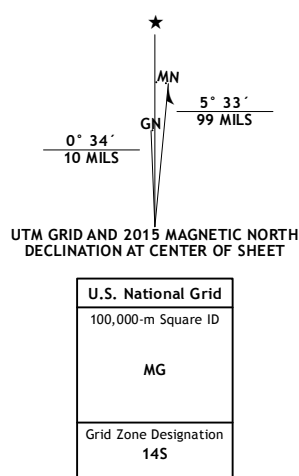 MN
5° 33´
99 MILS
GN
0° 34´
10 MILS
UTM GRID AND 2015 MAGNETIC NORTH
DECLINATION AT CENTER OF SHEET
U.S. National Grid
100,000-m Square ID
MG
Grid Zone Designation
14S